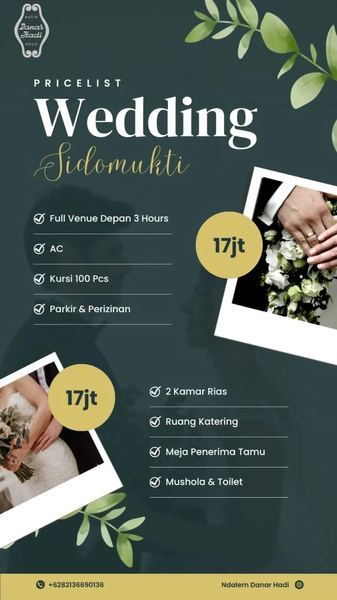 BATIK
Danar
Hadi
SOLO
PRICELIST
Wedding
Sidomukti
Full Venue Depan 3 Hours
AC
Kursi 100 Pcs
Parkir & Perizinan
17jt
17jt
2 Kamar Rias
Ruang Katering
Meja Penerima Tamu
Mushola & Toilet
+6282136690136
Ndalem Danar Hadi